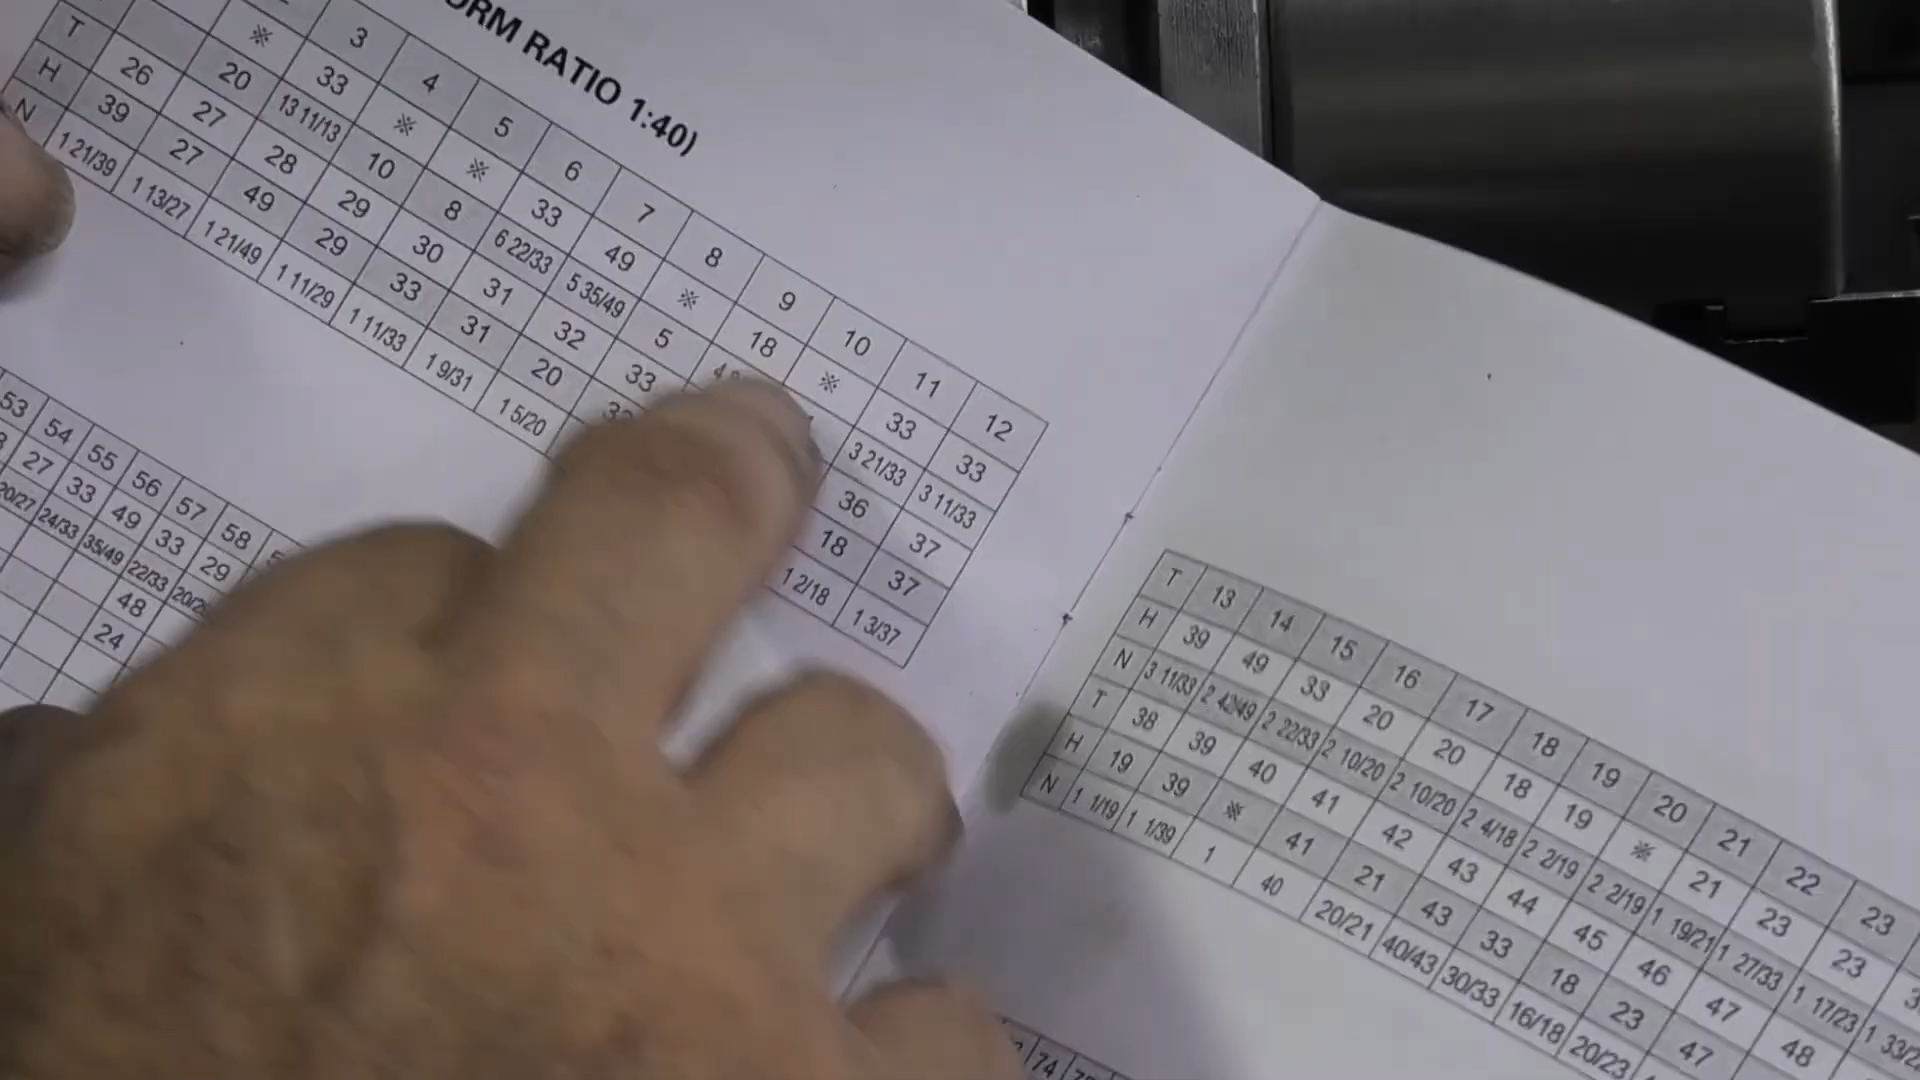 ORM RATIO 1:40)
3 4 5 6 7 8 9 10 11 12
※ 33 ※ ※ 33 49 ※ 18 ※ 33 33
20 13 11/13 10 8 6 22/33 5 35/49 5 3 21/33 3 11/33
T 26 27 28 29 30 31 32 33 36 37
H 39 27 49 29 33 31 20 18 37
N 1 21/39 1 13/27 1 21/49 1 11/29 1 11/33 1 9/31 1 5/20 1 2/18 1 3/37
53 54 55 56 57 58
27 33 49 33 29
20/27 24/33 35/49 22/33
48
24
T 13 14 15 16 17 18 19 20 21 22 23
H 39 49 33 20 20 18 19 ※ 21 23 23
N 3 11/33 2 42/49 2 22/33 2 10/20 2 10/20 2 4/18 2 2/19 2 2/19 1 19/21 1 27/33 1 17/23
T 38 39 40 41 42 43 44 45 46 47 48
H 19 39 ※ 41 21 43 33 18 23 47
N 1 1/19 1 1/39 1 40 20/21 40/43 30/33 16/18 20/23
74